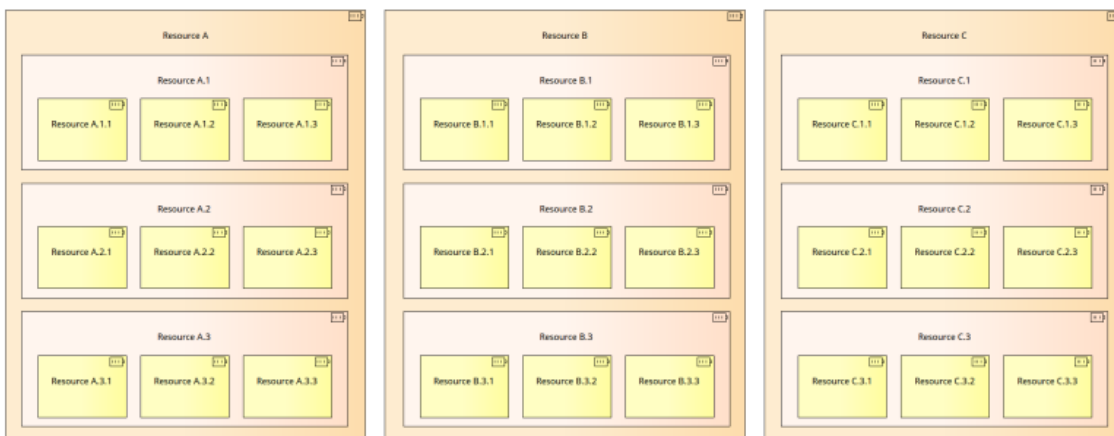 Resource A
Resource A.1
Resource A.1.1
Resource A.1.2
Resource A.1.3
Resource A.2
Resource A.2.1
Resource A.2.2
Resource A.2.3
Resource A.3
Resource A.3.1
Resource A.3.2
Resource A.3.3
Resource B
Resource B.1
Resource B.1.1
Resource B.1.2
Resource B.1.3
Resource B.2
Resource B.2.1
Resource B.2.2
Resource B.2.3
Resource B.3
Resource B.3.1
Resource B.3.2
Resource B.3.3
Resource C
Resource C.1
Resource C.1.1
Resource C.1.2
Resource C.1.3
Resource C.2
Resource C.2.1
Resource C.2.2
Resource C.2.3
Resource C.3
Resource C.3.1
Resource C.3.2
Resource C.3.3